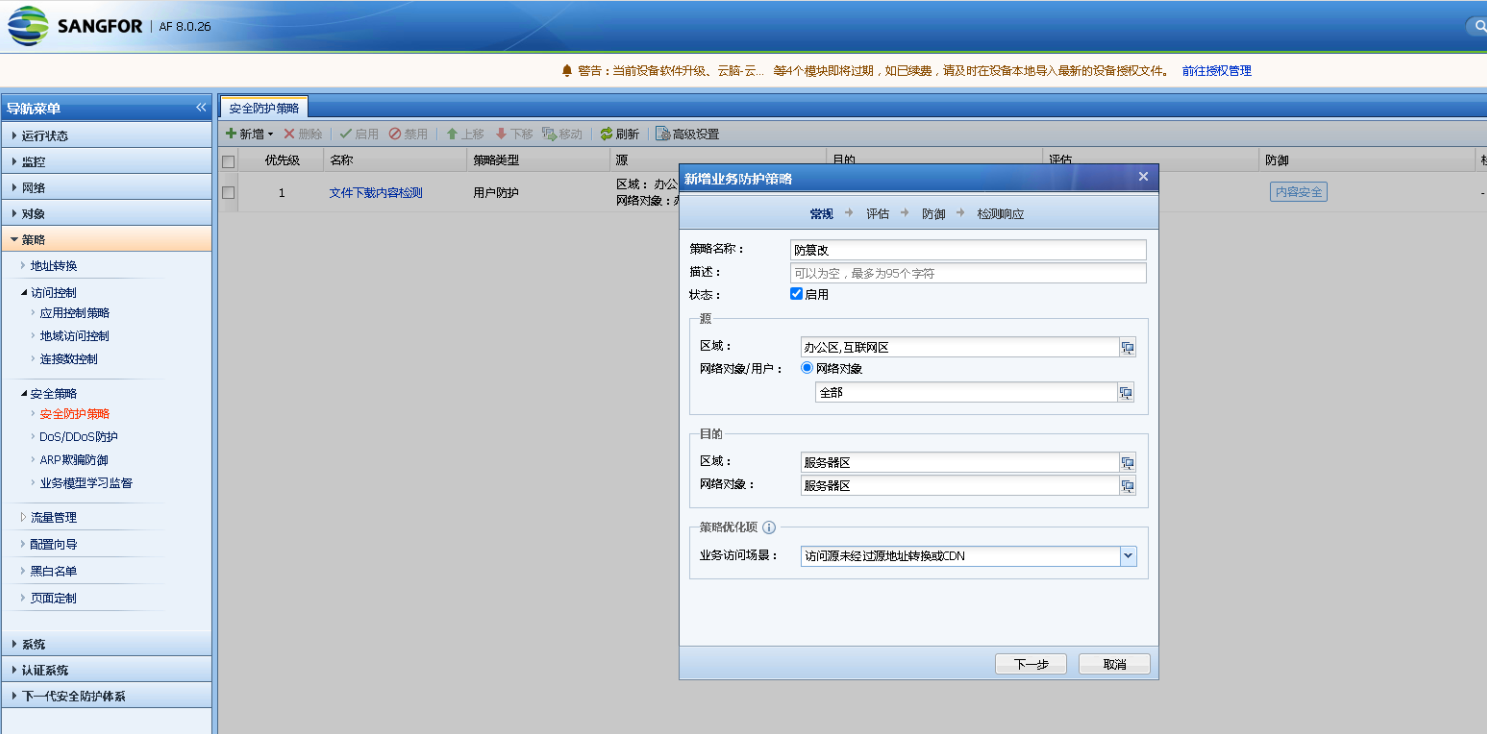 SANGFOR | AF 8.0.26
警告：当前设备软件升级、云脑-云... 等4个模块即将过期，如已续费，请及时在设备本地导入最新的设备授权文件。 前往授权管理
导航菜单
运行状态
监控
网络
对象
策略
地址转换
访问控制
应用控制策略
地域访问控制
连接数控制
安全策略
安全防护策略
DoS/DDoS防护
ARP欺骗防御
业务模型学习监督
流量管理
配置向导
黑白名单
页面定制
系统
认证系统
下一代安全防护体系
安全防护策略
新增 删除 启用 禁用 上移 下移 移动 刷新 高级设置
优先级 名称 策略类型 源 目的 评估 防御
1 文件下载内容检测 用户防护 区域：办公 内容安全 -
网络对象：
新增业务防护策略
常规 评估 防御 检测响应
策略名称： 防篡改
描述： 可以为空，最多为95个字符
状态： 启用
源
区域： 办公区,互联网区
网络对象/用户： 网络对象
全部
目的
区域： 服务器区
网络对象： 服务器区
策略优化项
业务访问场景： 访问源未经过源地址转换或CDN
下一步 取消